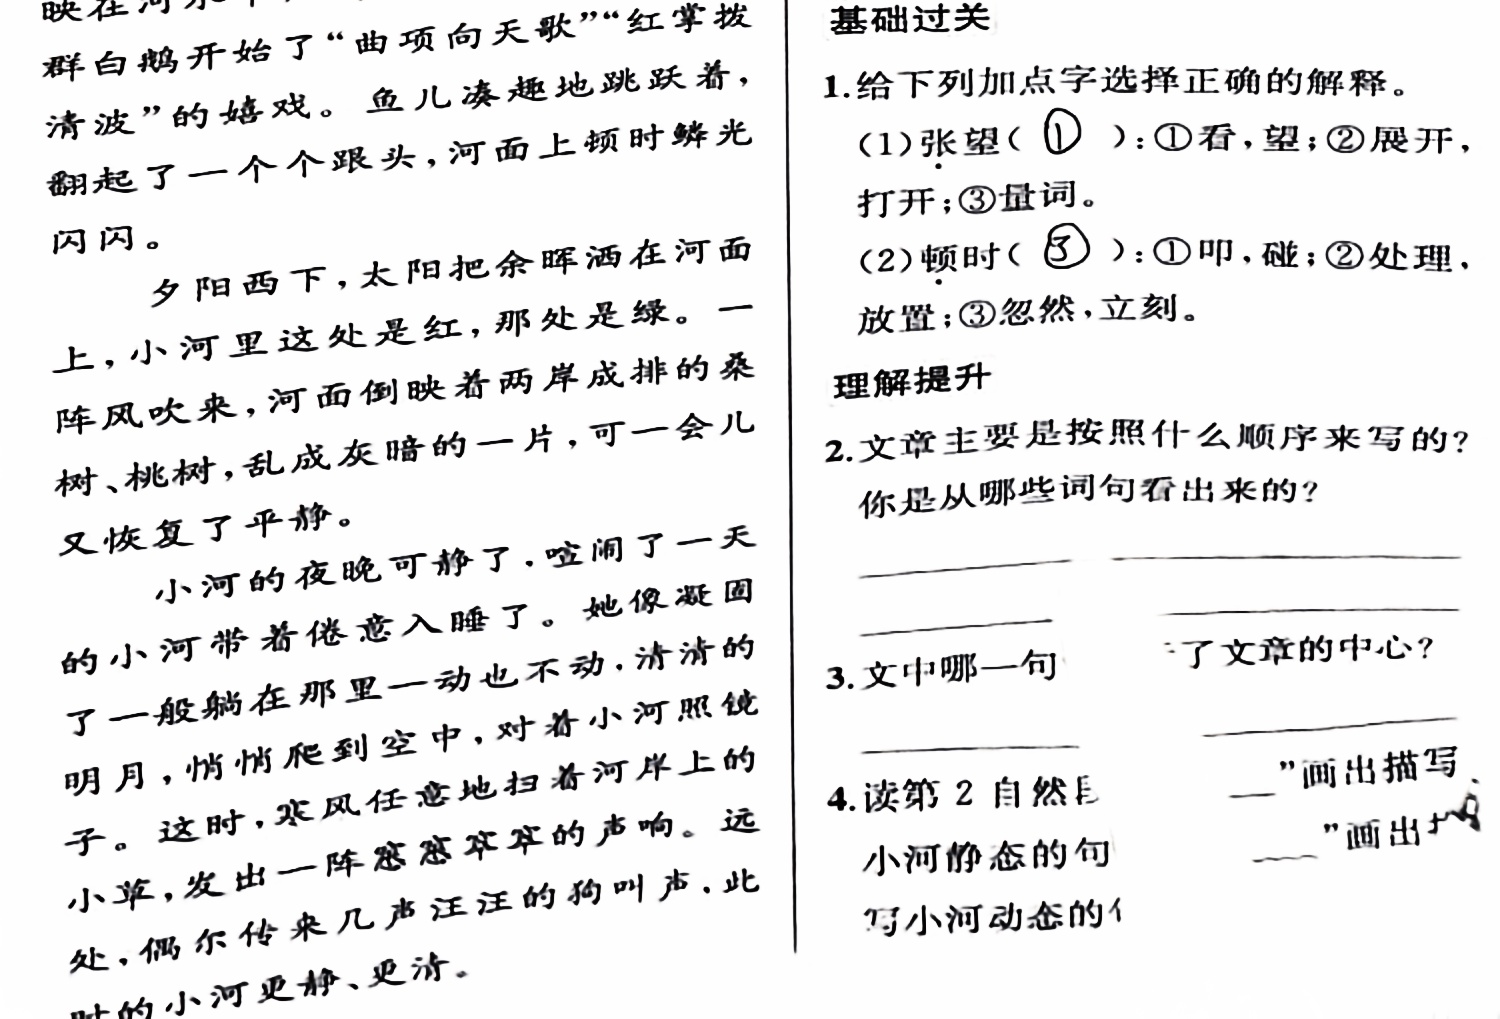 映在河
群白鹅开始了“曲项向天歌”“红掌拨
清波”的嬉戏。鱼儿凑趣地跳跃着,
翻起了一个个跟头,河面上顿时鳞光
闪闪。
夕阳西下,太阳把余晖洒在河面
上,小河里这处是红,那处是绿。一
阵风吹来,河面倒映着两岸成排的桑
树、桃树,乱成灰暗的一片,可一会儿
又恢复了平静。
小河的夜晚可静了,喧闹了一天
的小河带着倦意入睡了。她像凝固
了一般躺在那里一动也不动,清清的
明月,悄悄爬到空中,对着小河照镜
子。这时,寒风任意地扫着河岸上的
小草,发出一阵窸窸窣窣的声响。远
处,偶尔传来几声汪汪的狗叫声,此
时的小河更静、更清。
基础过关
1.给下列加点字选择正确的解释。
(1)张望( ① ):①看,望;②展开,
打开;③量词。
(2)顿时( ③ ):①叩,碰;②处理,
放置;③忽然,立刻。
理解提升
2.文章主要是按照什么顺序来写的?
你是从哪些词句看出来的?
3.文中哪一句 了文章的中心?
4.读第2自然段 ”画出描写
小河静态的句 ”画出
写小河动态的